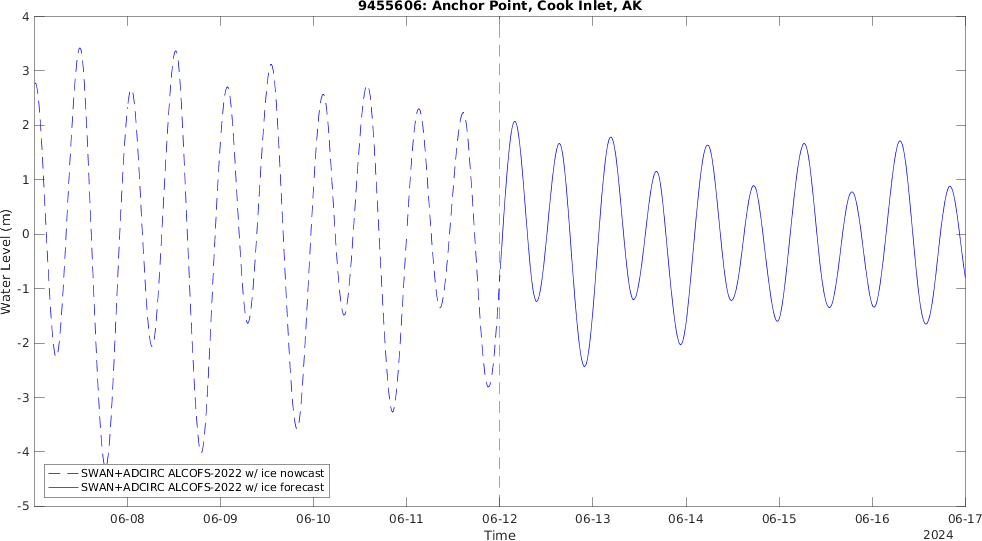 9455606: Anchor Point, Cook Inlet, AK
4
3
2
1
0
-1
-2
-3
-4
-5
Water Level (m)
SWAN+ADCIRC ALCOFS-2022 w/ ice nowcast
SWAN+ADCIRC ALCOFS-2022 w/ ice forecast
06-08 06-09 06-10 06-11 06-12 06-13 06-14 06-15 06-16 06-17
Time
2024